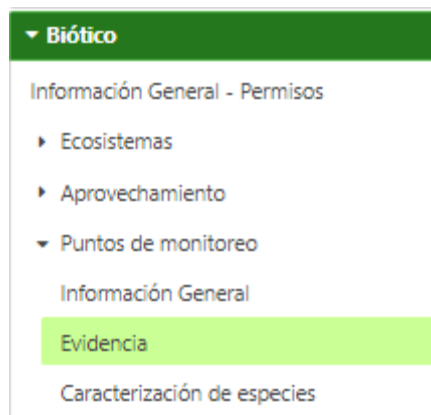 Biótico
Información General - Permisos
Ecosistemas
Aprovechamiento
Puntos de monitoreo
Información General
Evidencia
Caracterización de especies